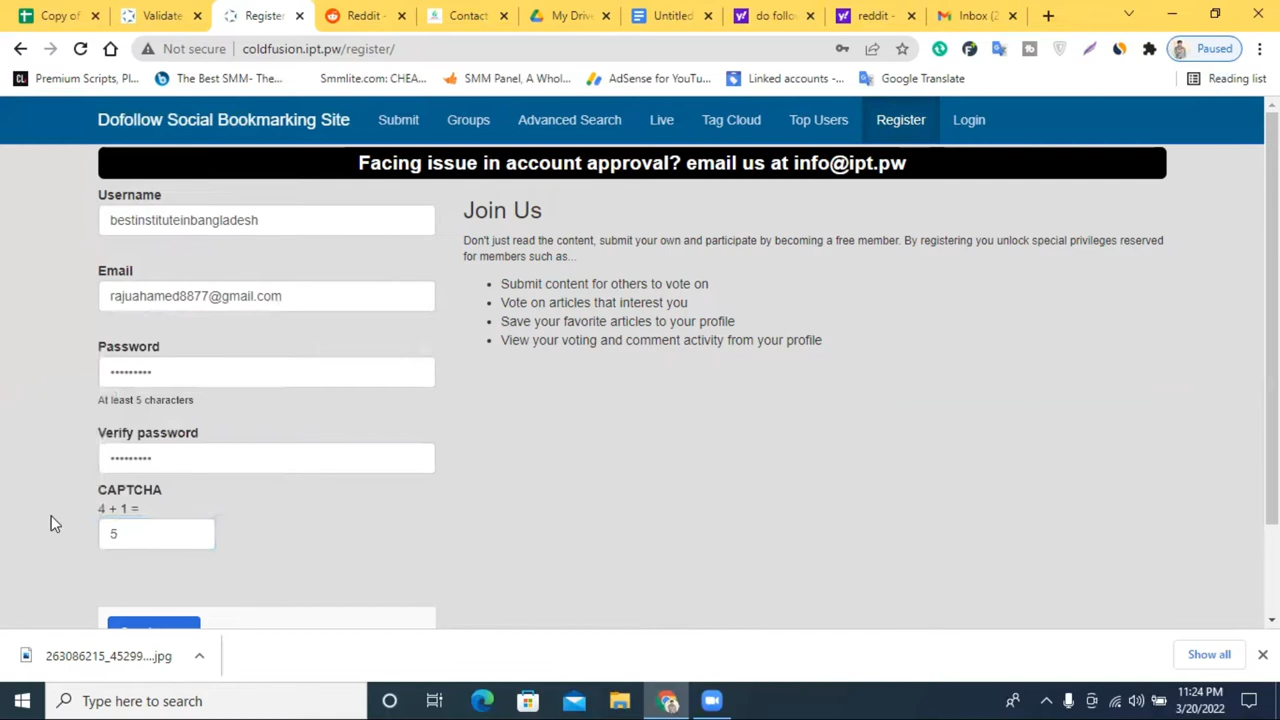 Copy of
Validate
Register
Reddit -
Contact
My Drive
Untitled
do follo
reddit -
Inbox (2
Not secure
coldfusion.ipt.pw/register/
Paused
Premium Scripts, Pl...
The Best SMM- The...
Smmlite.com: CHEA...
SMM Panel, A Whol...
AdSense for YouTu...
Linked accounts -...
Google Translate
Reading list
Dofollow Social Bookmarking Site
Submit
Groups
Advanced Search
Live
Tag Cloud
Top Users
Register
Login
Facing issue in account approval? email us at info@ipt.pw
Username
bestinstituteinbangladesh
Email
rajuahamed8877@gmail.com
Password
•••••••••
At least 5 characters
Verify password
•••••••••
CAPTCHA
4 + 1 =
5
Join Us
Don't just read the content, submit your own and participate by becoming a free member. By registering you unlock special privileges reserved
for members such as...
• Submit content for others to vote on
• Vote on articles that interest you
• Save your favorite articles to your profile
• View your voting and comment activity from your profile
263086215_45299....jpg
Show all
Type here to search
11:24 PM
3/20/2022